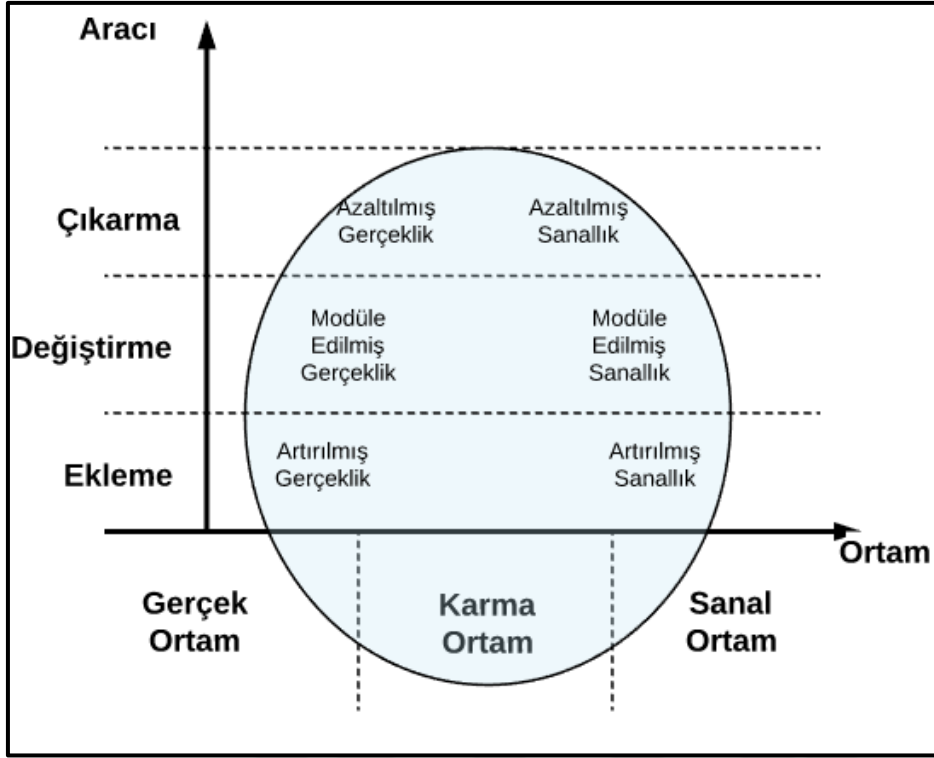 Aracı
Çıkarma
Azaltılmış
Gerçeklik
Azaltılmış
Sanallık
Değiştirme
Modüle
Edilmiş
Gerçeklik
Modüle
Edilmiş
Sanallık
Ekleme
Artırılmış
Gerçeklik
Artırılmış
Sanallık
Ortam
Gerçek
Ortam
Karma
Ortam
Sanal
Ortam